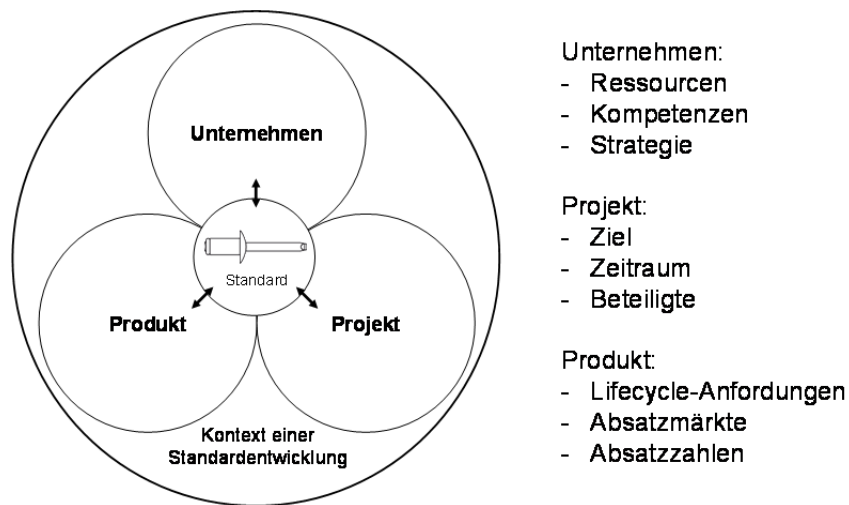 Unternehmen
Standard
Produkt
Projekt
Kontext einer
Standardentwicklung
Unternehmen:
- Ressourcen
- Kompetenzen
- Strategie
Projekt:
- Ziel
- Zeitraum
- Beteiligte
Produkt:
- Lifecycle-Anfordungen
- Absatzmärkte
- Absatzzahlen